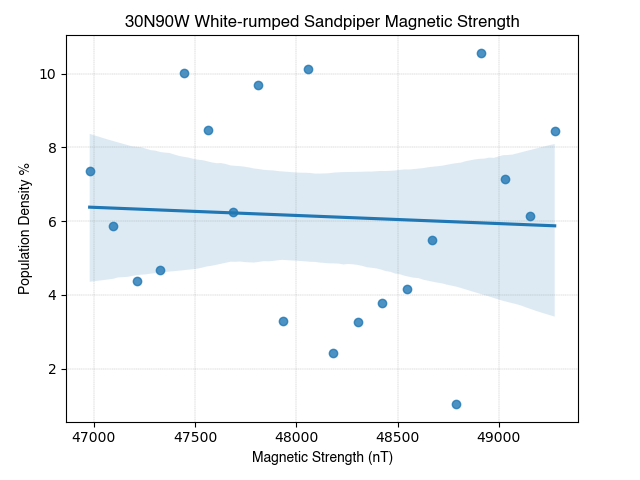 30N90W White-rumped Sandpiper Magnetic Strength
10
8
6
4
2
Population Density %
47000 47500 48000 48500 49000
Magnetic Strength (nT)